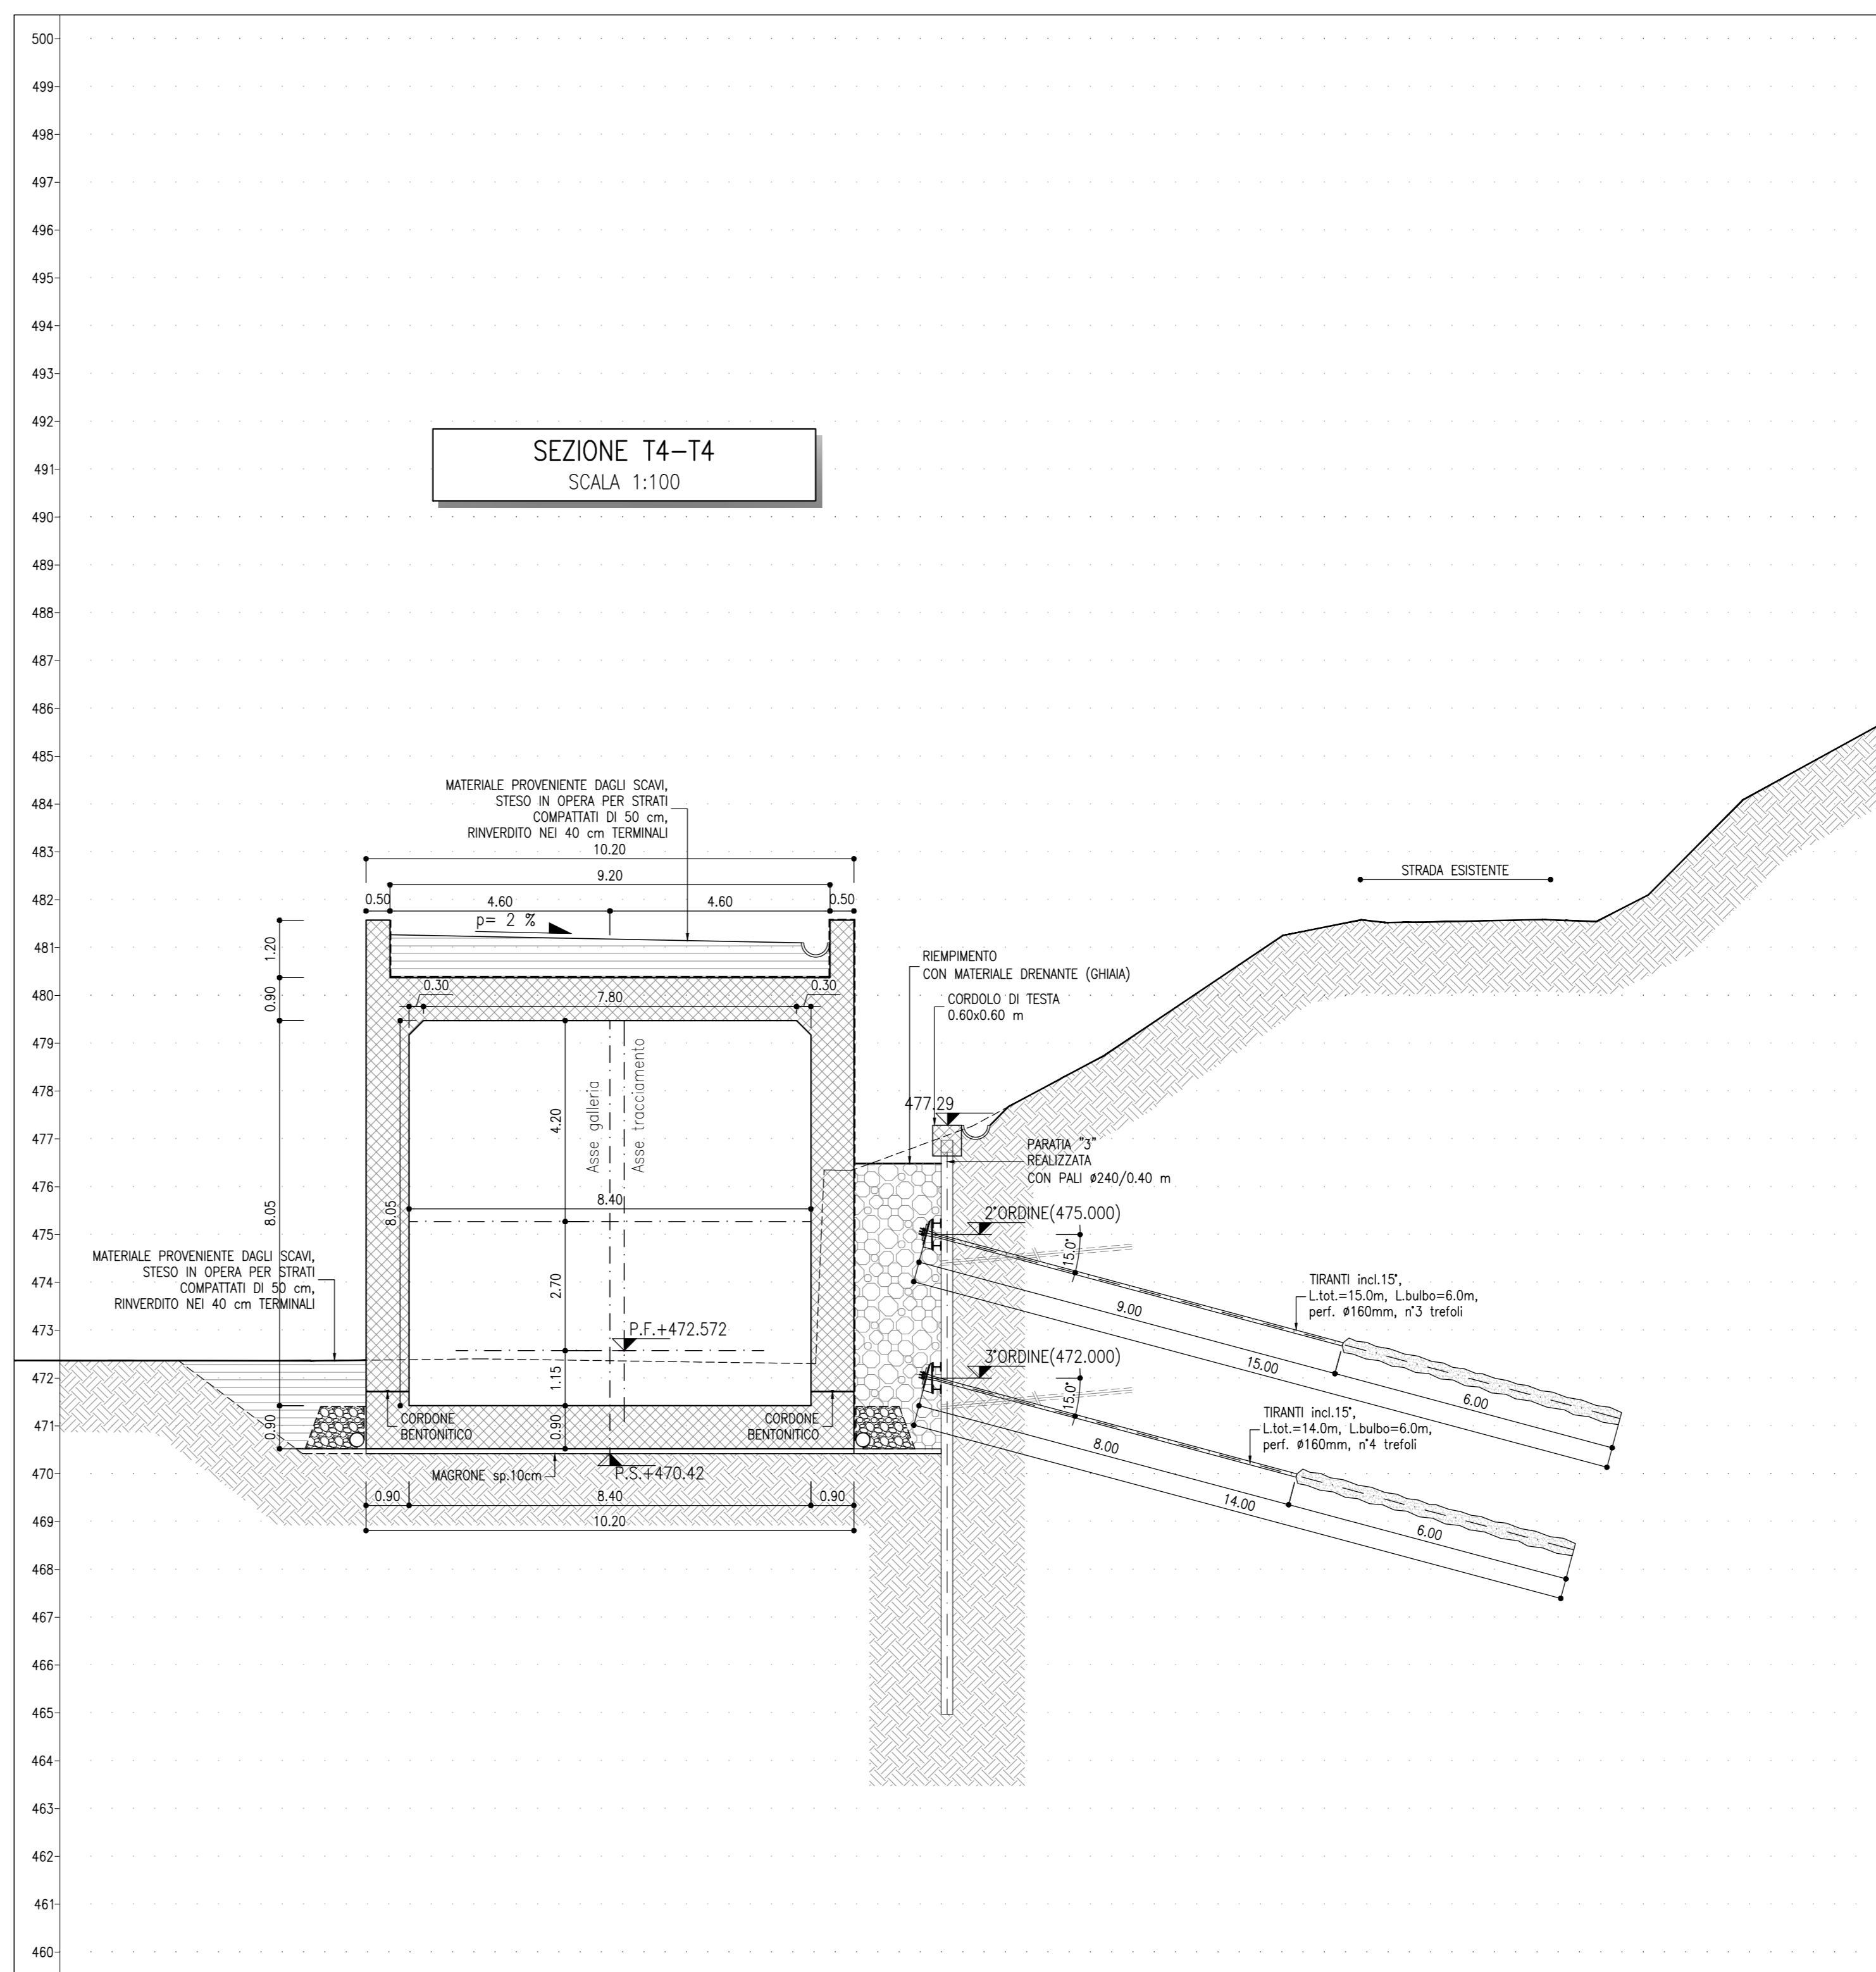 500
499
498
497
496
495
494
493
492
491
490
489
488
487
486
485
484
483
482
481
480
479
478
477
476
475
474
473
472
471
470
469
468
467
466
465
464
463
462
461
460
SEZIONE T4-T4
SCALA 1:100
MATERIALE PROVENIENTE DAGLI SCAVI,
STESO IN OPERA PER STRATI
COMPATTATI DI 50 cm,
RINVERDITO NEI 40 cm TERMINALI
10.20
9.20
0.50
4.60
4.60
0.50
p= 2 %
1.20
0.90
8.05
0.90
0.30
7.80
0.30
8.05
4.20
Asse galleria
Asse tracciamento
8.40
2.70
P.F.+472.572
1.15
0.90
MATERIALE PROVENIENTE DAGLI SCAVI,
STESO IN OPERA PER STRATI
COMPATTATI DI 50 cm,
RINVERDITO NEI 40 cm TERMINALI
CORDONE
BENTONITICO
CORDONE
BENTONITICO
MAGRONE sp.10cm
P.S.+470.42
0.90
8.40
0.90
10.20
STRADA ESISTENTE
RIEMPIMENTO
CON MATERIALE DRENANTE (GHIAIA)
CORDOLO DI TESTA
0.60x0.60 m
477.29
PARATIA "3"
REALIZZATA
CON PALI ø240/0.40 m
2°ORDINE(475.000)
15.0°
TIRANTI incl.15°,
L.tot.=15.0m, L.bulbo=6.0m,
perf. ø160mm, n°3 trefoli
9.00
15.00
6.00
3°ORDINE(472.000)
15.0°
TIRANTI incl.15°,
L.tot.=14.0m, L.bulbo=6.0m,
perf. ø160mm, n°4 trefoli
8.00
14.00
6.00